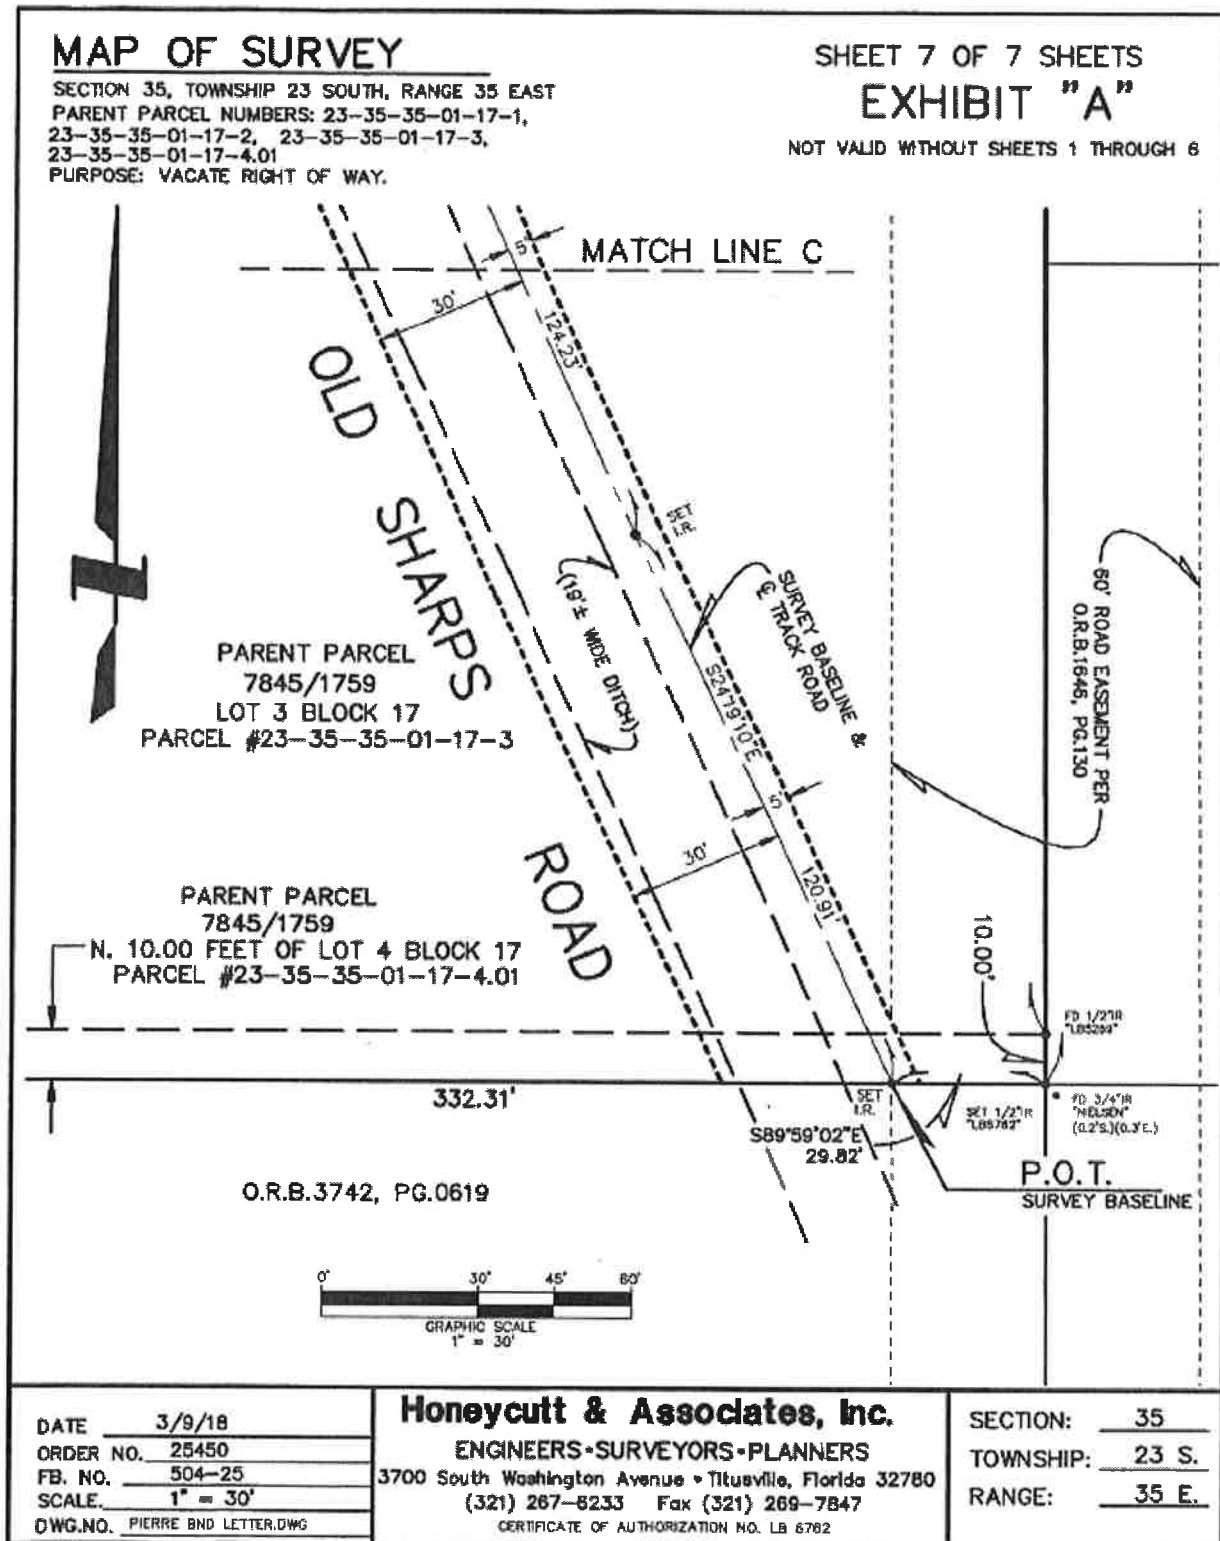 MAP OF SURVEY
SECTION 35, TOWNSHIP 23 SOUTH, RANGE 35 EAST
PARENT PARCEL NUMBERS: 23-35-35-01-17-1,
23-35-35-01-17-2, 23-35-35-01-17-3,
23-35-35-01-17-4.01
PURPOSE: VACATE RIGHT OF WAY.
SHEET 7 OF 7 SHEETS
EXHIBIT "A"
NOT VALID WITHOUT SHEETS 1 THROUGH 6
MATCH LINE C
5'
30'
124.23'
OLD SHARPS ROAD
SET
I.R.
(19'± WIDE DITCH)
SURVEY BASELINE &
℄ TRACK ROAD
S24°19'10"E
60' ROAD EASEMENT PER
O.R.B.1646, PG.130
PARENT PARCEL
7845/1759
LOT 3 BLOCK 17
PARCEL #23-35-35-01-17-3
5'
30'
120.91'
PARENT PARCEL
7845/1759
N. 10.00 FEET OF LOT 4 BLOCK 17
PARCEL #23-35-35-01-17-4.01
10.00'
FD 1/2"IR
332.31'
SET
I.R.
SET 1/2"IR
"LB6762"
FD 3/4"IR
"NIELSEN"
(0.2'S.)(0.3'E.)
S89°59'02"E
29.82'
P.O.T.
SURVEY BASELINE
O.R.B.3742, PG.0619
0' 30' 45' 60'
GRAPHIC SCALE
1" = 30'
DATE 3/9/18
ORDER NO. 25450
FB. NO. 504-25
SCALE. 1" = 30'
DWG.NO. PIERRE BND LETTER.DWG
Honeycutt & Associates, Inc.
ENGINEERS•SURVEYORS•PLANNERS
3700 South Washington Avenue • Titusville, Florida 32780
(321) 267-6233 Fax (321) 269-7847
CERTIFICATE OF AUTHORIZATION NO. LB 6762
SECTION: 35
TOWNSHIP: 23 S.
RANGE: 35 E.